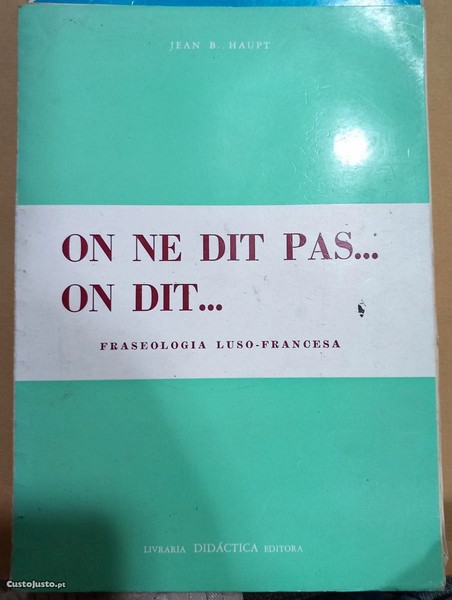 JEAN B. HAUPT
ON NE DIT PAS...
ON DIT...
FRASEOLOGIA LUSO-FRANCESA
LIVRARIA DIDÁCTICA EDITORA
CustoJusto.pt